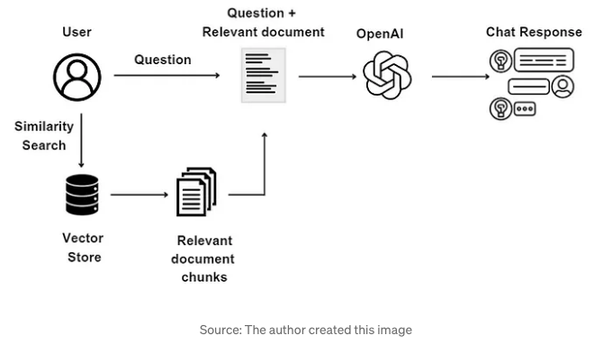 User
Question
Question +
Relevant document
OpenAI
Chat Response
Similarity
Search
Vector
Store
Relevant
document
chunks
Source: The author created this image